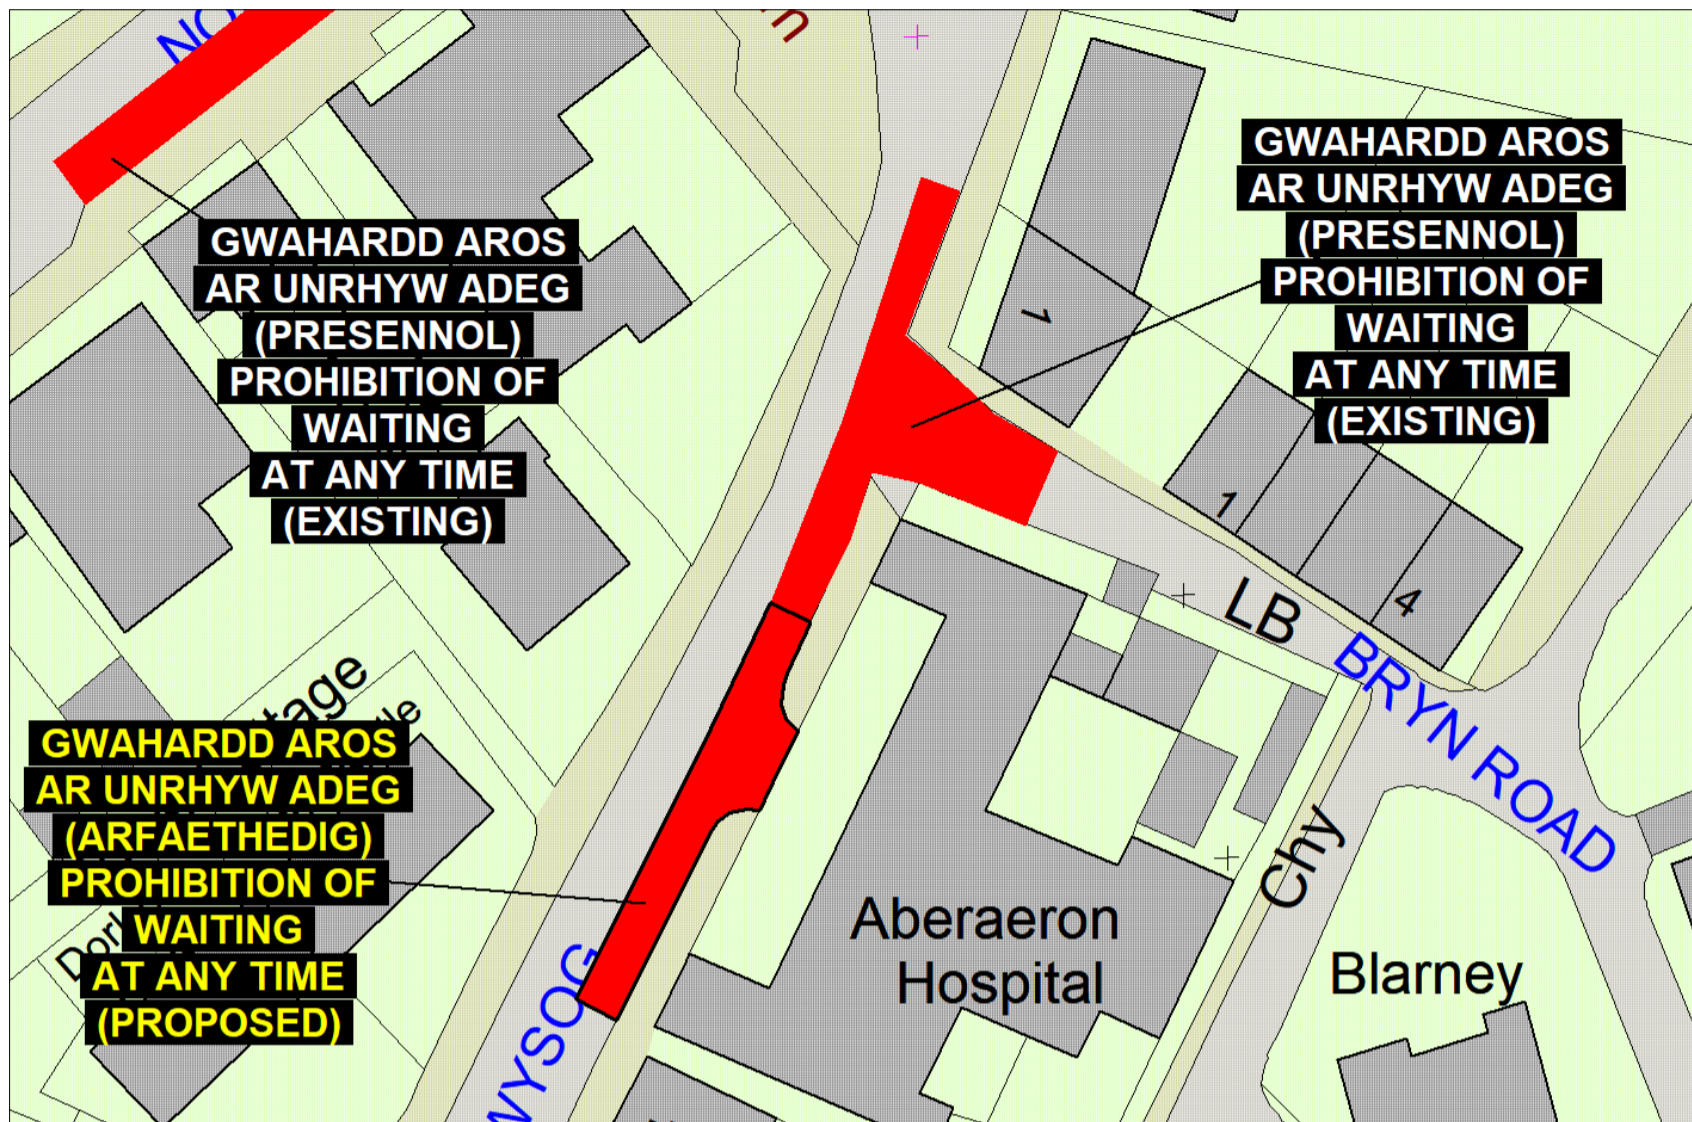 GWAHARDD AROS
AR UNRHYW ADEG
(PRESENNOL)
PROHIBITION OF
WAITING
AT ANY TIME
(EXISTING)
GWAHARDD AROS
AR UNRHYW ADEG
(PRESENNOL)
PROHIBITION OF
WAITING
AT ANY TIME
(EXISTING)
1
1
4
LB
BRYN ROAD
GWAHARDD AROS
AR UNRHYW ADEG
(ARFAETHEDIG)
PROHIBITION OF
WAITING
AT ANY TIME
(PROPOSED)
Chy
Aberaeron
Hospital
Blarney